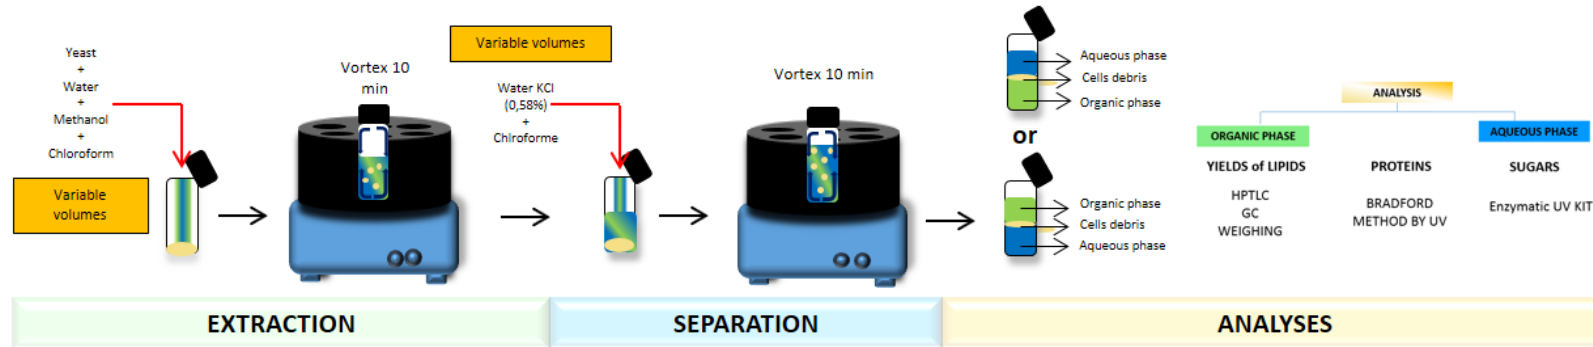 Yeast
+
Water
+
Methanol
+
Chloroform
Variable
volumes
Vortex 10
min
Variable volumes
Water KCl
(0,58%)
+
Chlroforme
Vortex 10 min
Aqueous phase
Cells debris
Organic phase
or
Organic phase
Cells debris
Aqueous phase
ANALYSIS
ORGANIC PHASE
AQUEOUS PHASE
YIELDS of LIPIDS
PROTEINS
SUGARS
HPTLC
GC
WEIGHING
BRADFORD
METHOD BY UV
Enzymatic UV KIT
EXTRACTION
SEPARATION
ANALYSES